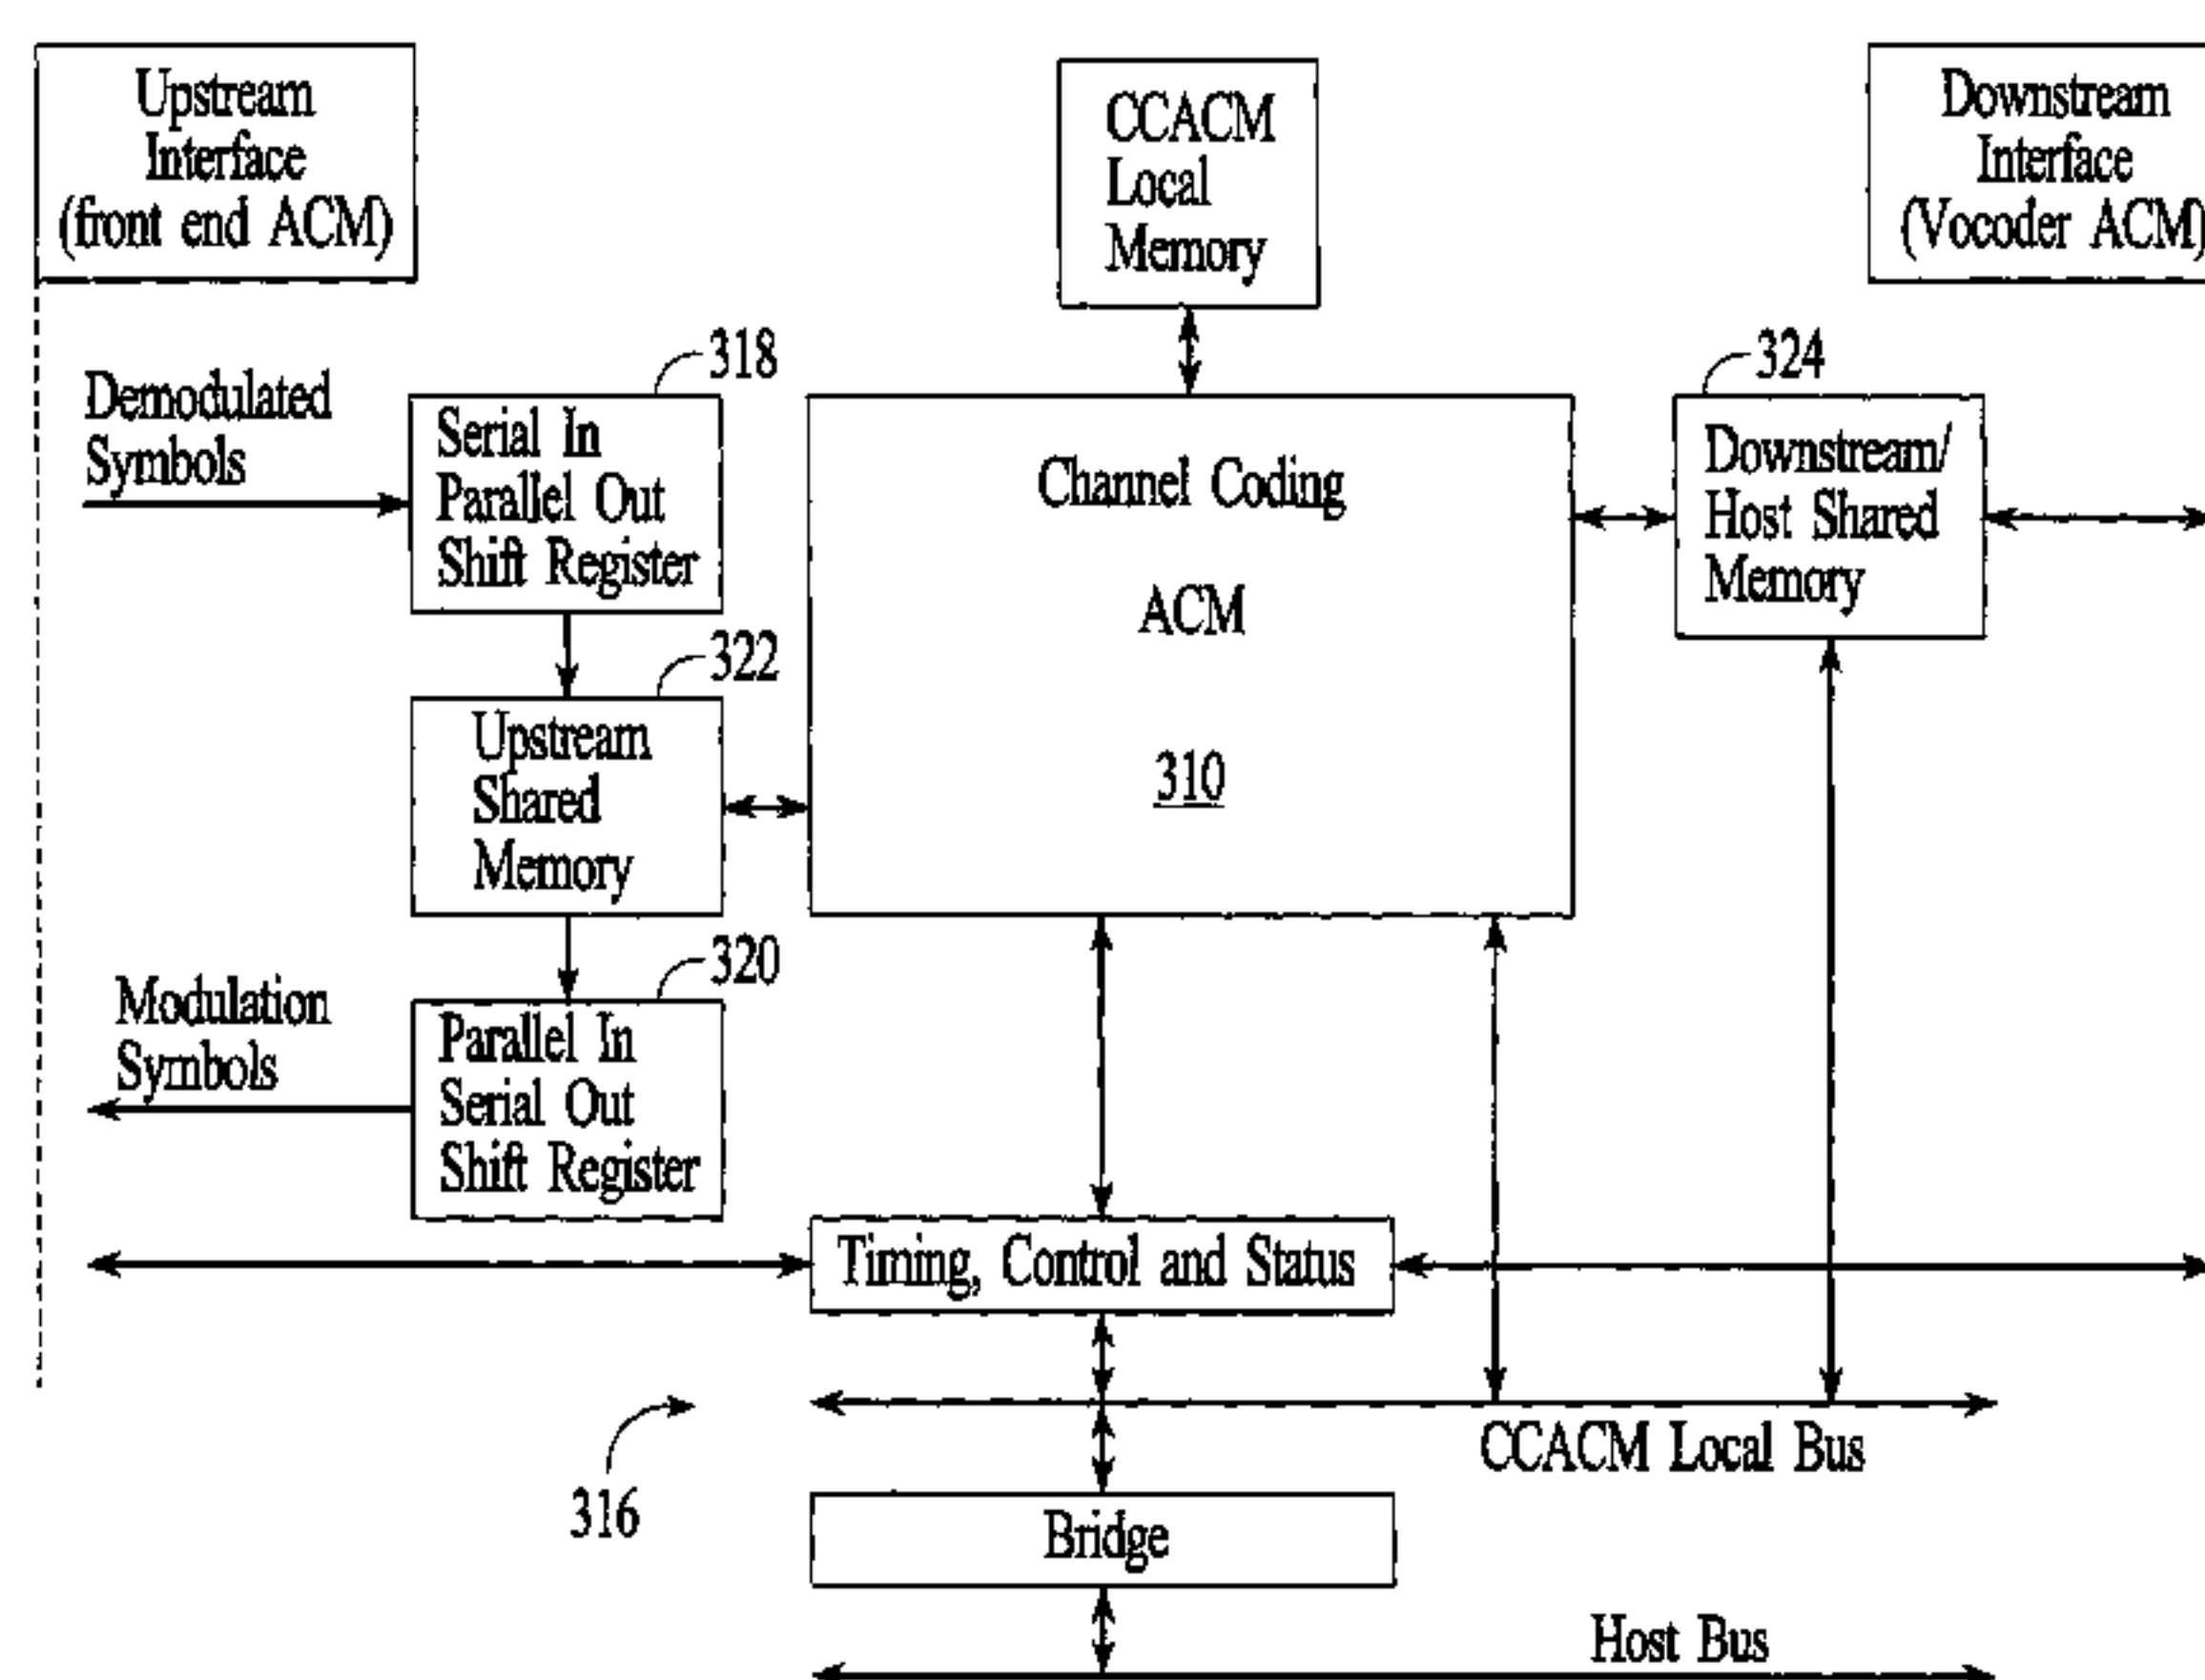 Upstream
Interface
(front end ACM)
CCACM
Local
Memory
Downstream
Interface
(Vocoder ACM)
318
324
Demodulated
Symbols
Serial In
Parallel Out
Shift Register
Channel Coding
ACM
310
Downstream/
Host Shared
Memory
322
Upstream
Shared
Memory
320
Modulation
Symbols
Parallel In
Serial Out
Shift Register
Timing, Control and Status
CCACM Local Bus
316
Bridge
Host Bus